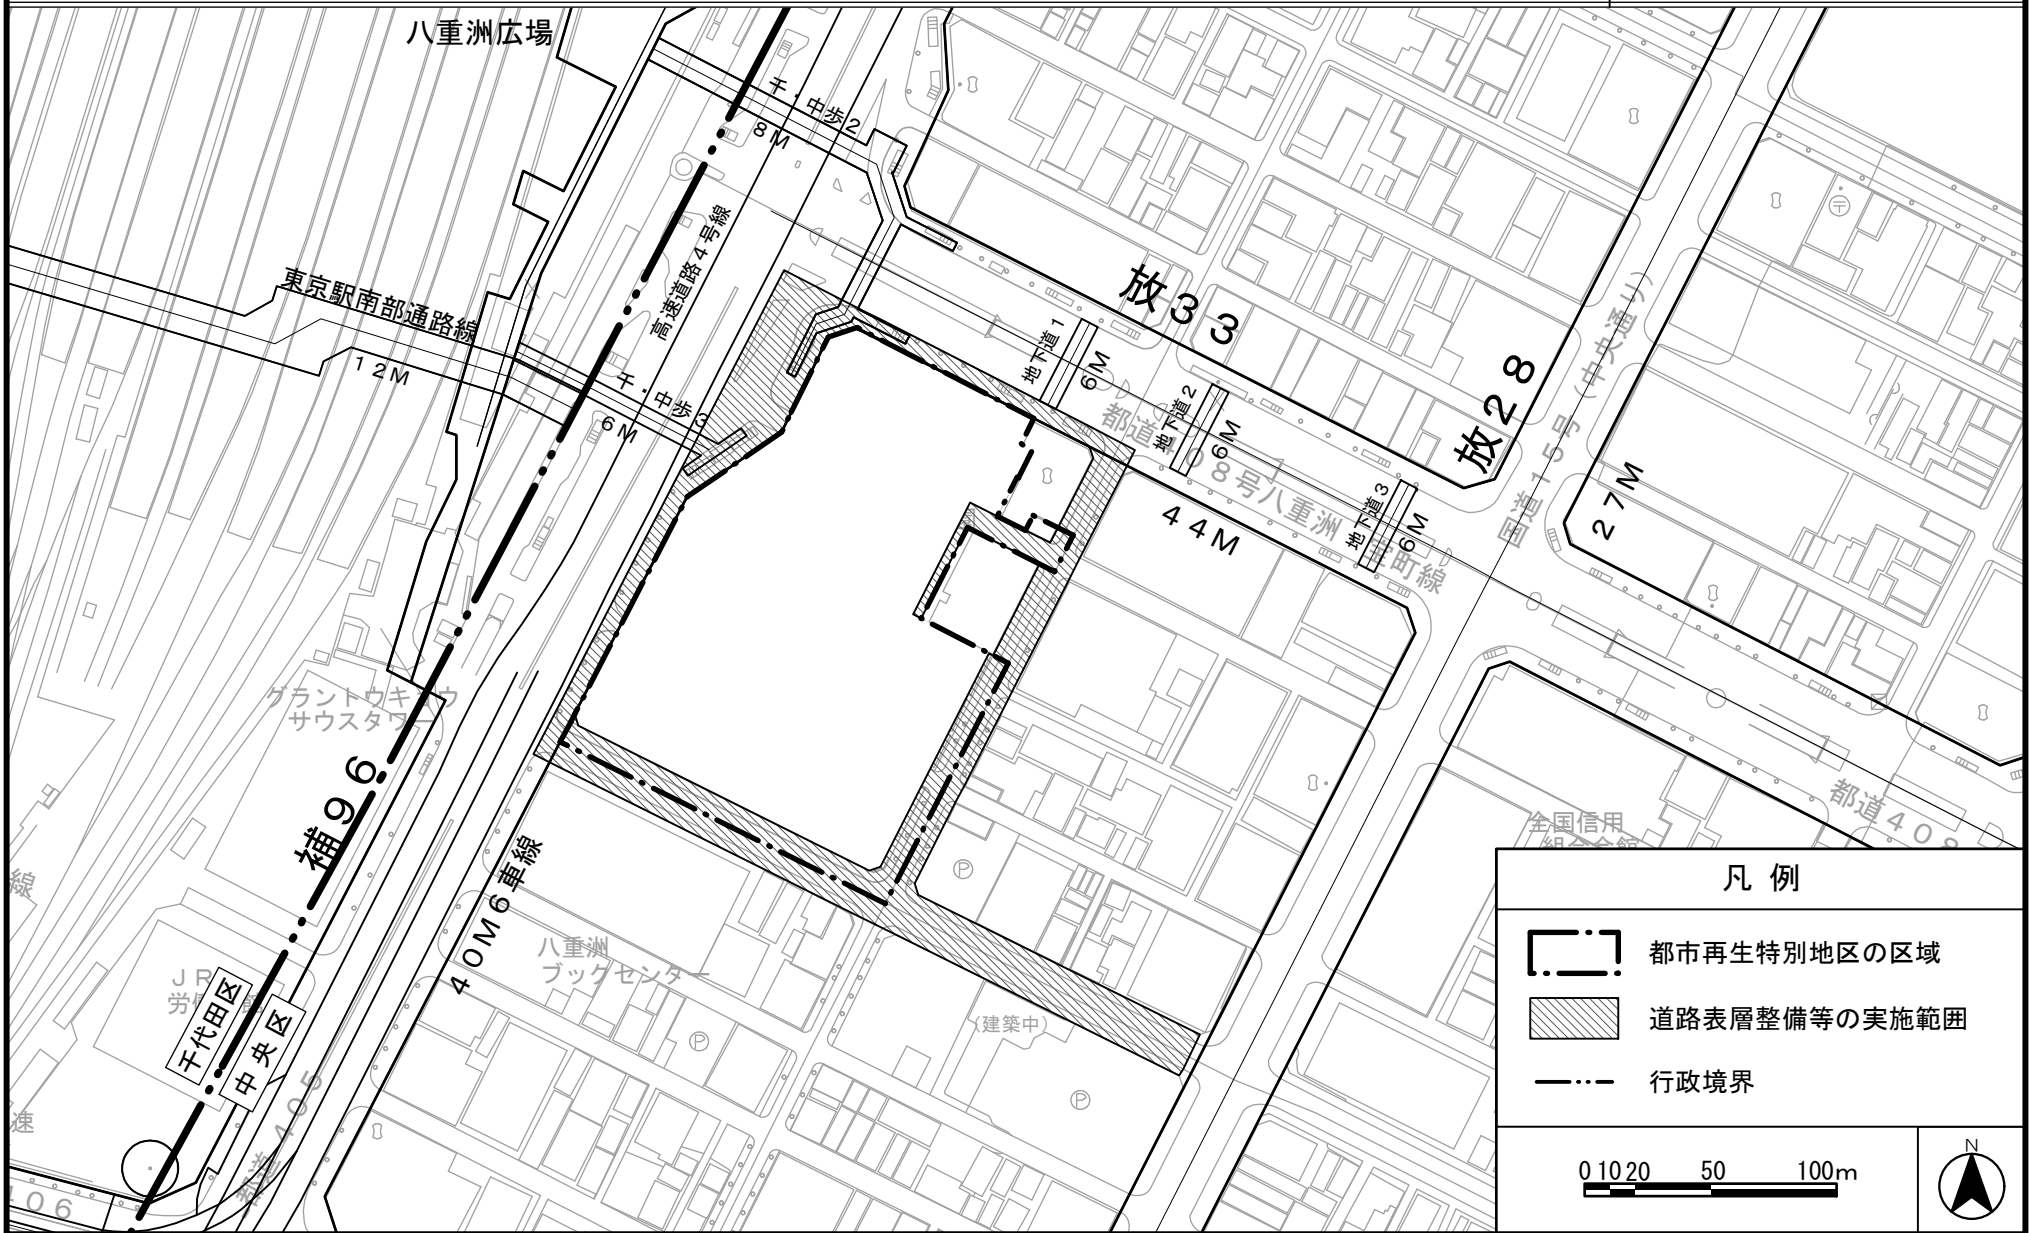 八重洲広場
千・中歩2
8M
高速道路4号線
東京駅南部通路線
12M
千・中歩3
6M
放33
地下道1
6M
地下道2
6M
地下道3
6M
放28
国道15号(中央通り)
27M
都道408号八重洲
宝町線
44M
グラントウキョウ
サウスタワー
補96
40M6車線
八重洲
ブックセンター
(建築中)
全国信用
組合会館
都道408
線
JR
千代田区
中央区
都道405
速
406
P
P
P
凡例
都市再生特別地区の区域
道路表層整備等の実施範囲
行政境界
0 10 20 50 100m
N